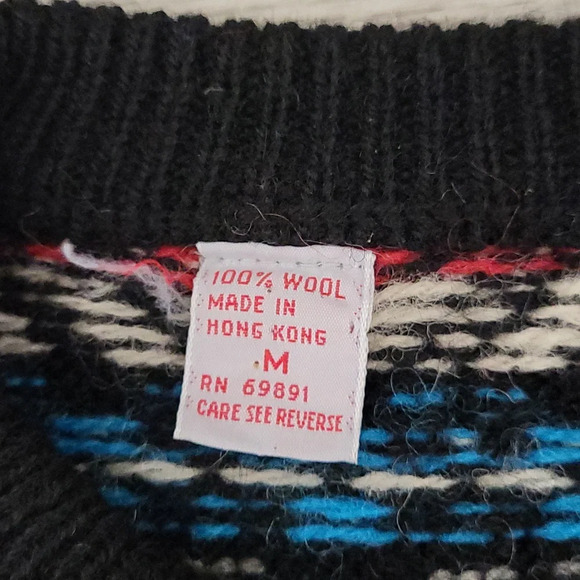 100% WOOL
MADE IN
HONG KONG
M
RN 69891
CARE SEE REVERSE